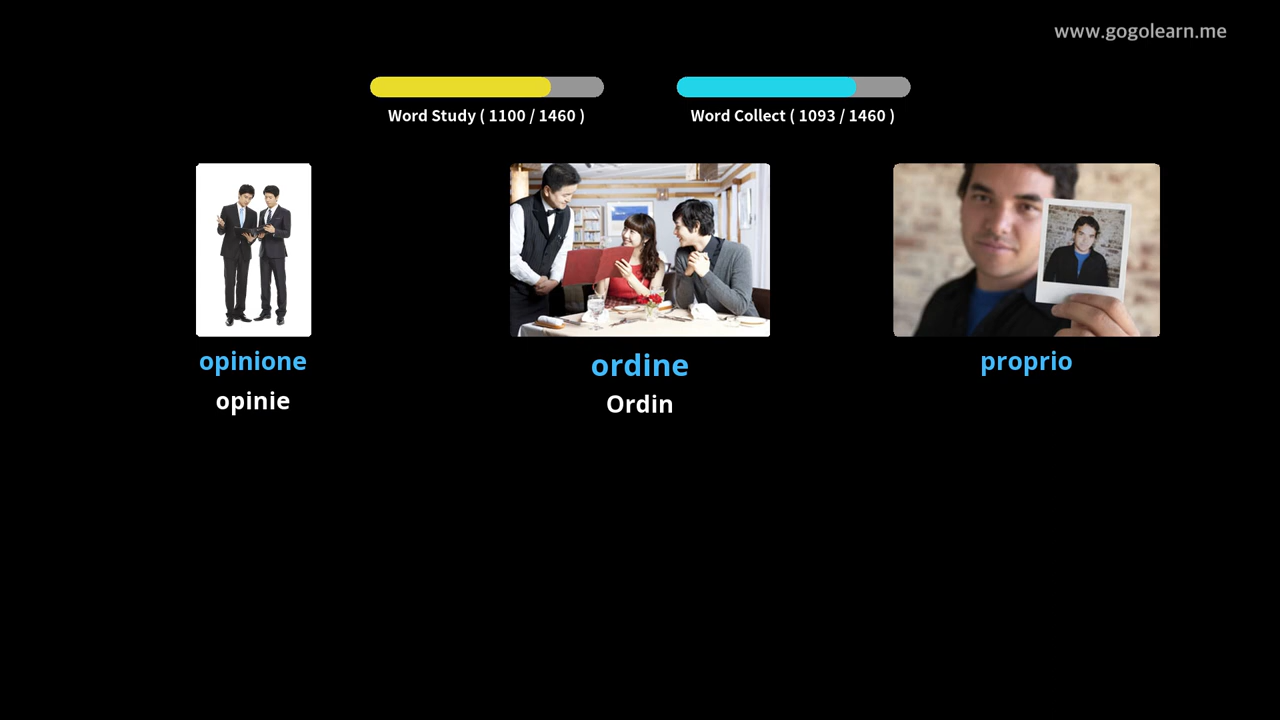 www.gogolearn.me
Word Study ( 1100 / 1460 )
Word Collect ( 1093 / 1460 )
opinione
opinie
ordine
Ordin
proprio